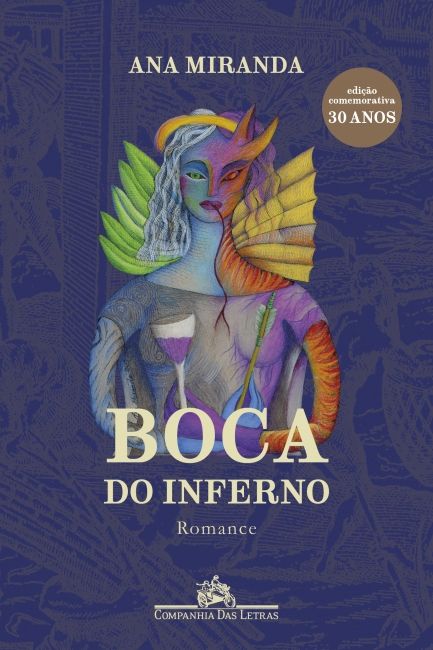 ANA MIRANDA
edição
comemorativa
30 ANOS
BOCA
DO INFERNO
Romance
COMPANHIA DAS LETRAS